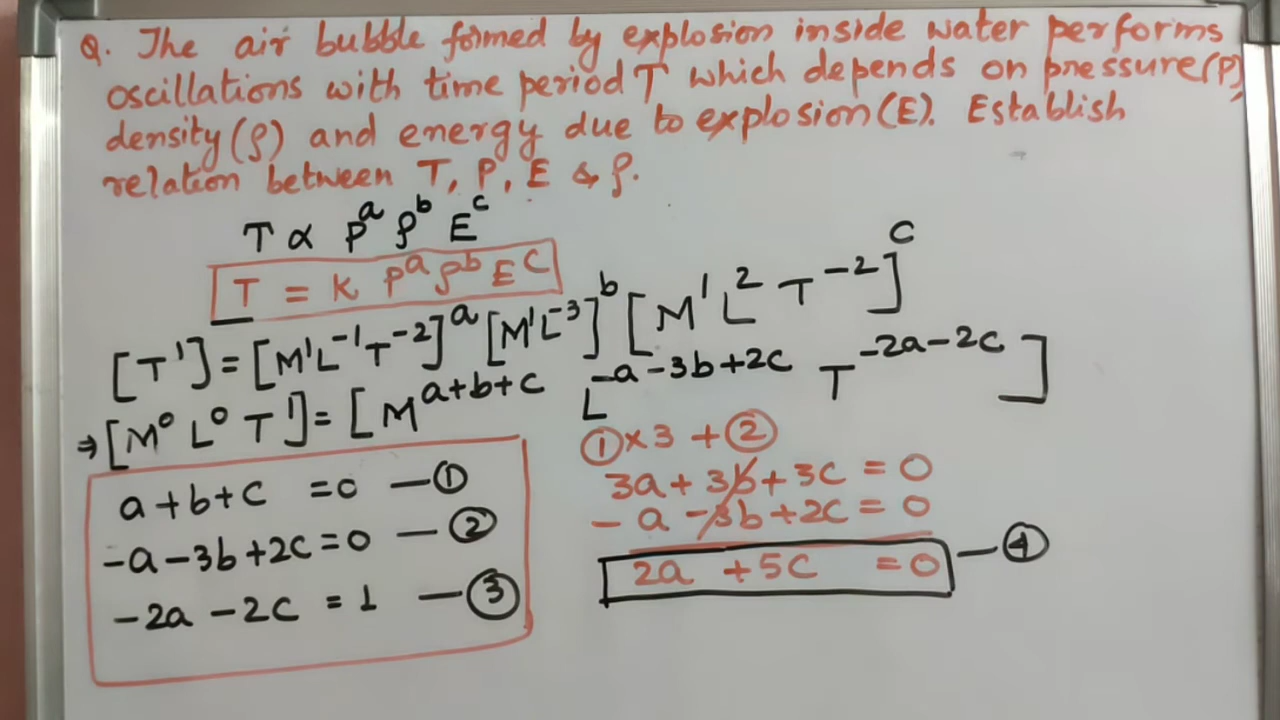 Q. The air bubble formed by explosion inside water performs
oscillations with time period T which depends on pressure(P),
density(ρ) and energy due to explosion(E). Establish
relation between T, P, E & ρ.
T ∝ P^a ρ^b E^c
T = K P^a ρ^b E^c
[T^1] = [M^1 L^-1 T^-2]^a [M^1 L^-3]^b [M^1 L^2 T^-2]^c
⇒ [M^0 L^0 T^1] = [M^a+b+c L^-a-3b+2c T^-2a-2c]
a+b+c = 0 — ①
-a-3b+2c = 0 — ②
-2a-2c = 1 — ③
① × 3 + ②
3a + 3b + 3c = 0
- a - 3b + 2c = 0
2a + 5c = 0 — ④